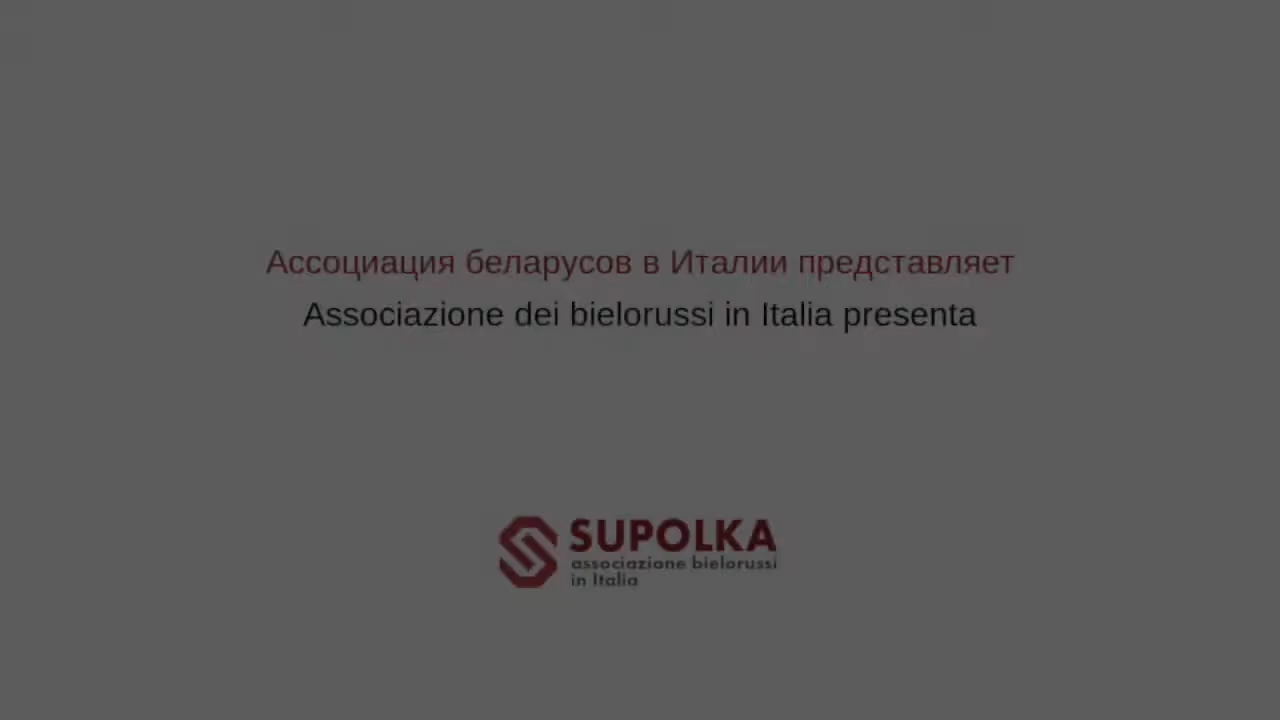 Ассоциация беларусов в Италии представляет
Associazione dei bielorussi in Italia presenta
SUPOLKA
associazione bielorussi
in Italia